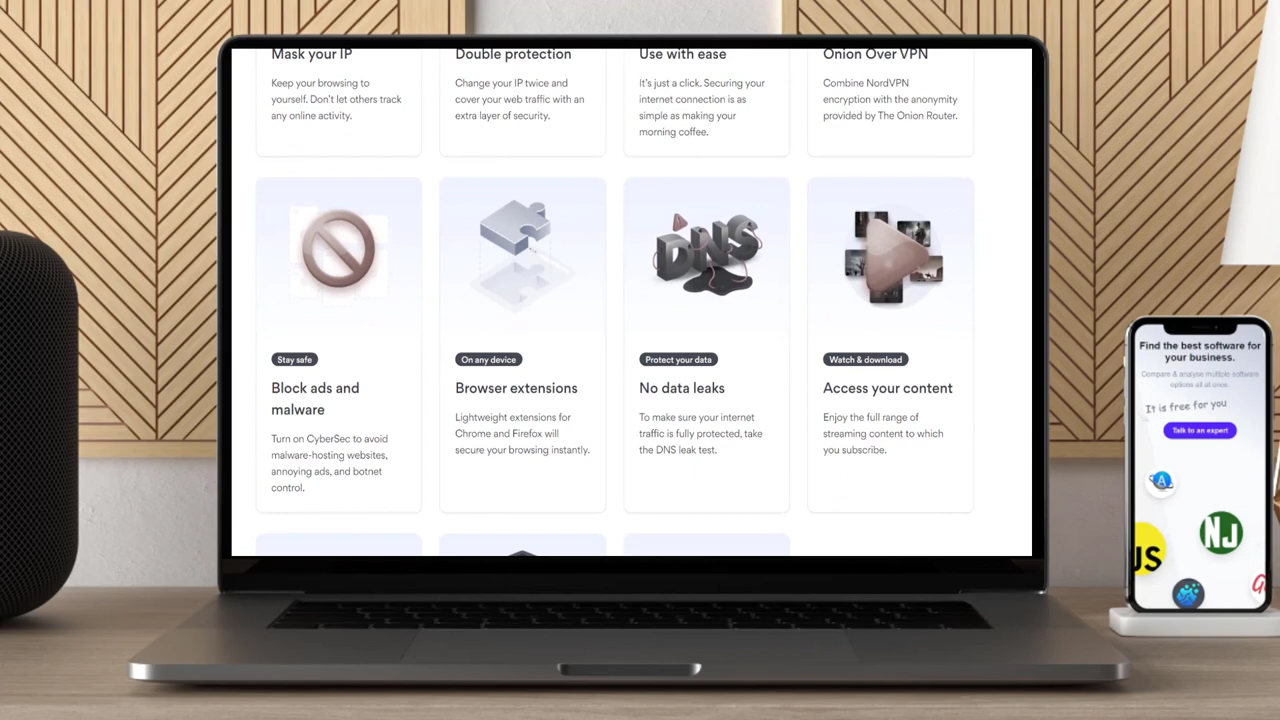 Mask your IP
Keep your browsing to
yourself. Don't let others track
any online activity.
Double protection
Change your IP twice and
cover your web traffic with an
extra layer of security.
Use with ease
It's just a click. Securing your
internet connection is as
simple as making your
morning coffee.
Onion Over VPN
Combine NordVPN
encryption with the anonymity
provided by The Onion Router.
Stay safe
Block ads and
malware
Turn on CyberSec to avoid
malware-hosting websites,
annoying ads, and botnet
control.
On any device
Browser extensions
Lightweight extensions for
Chrome and Firefox will
secure your browsing instantly.
DNS
Protect your data
No data leaks
To make sure your internet
traffic is fully protected, take
the DNS leak test.
Watch & download
Access your content
Enjoy the full range of
streaming content to which
you subscribe.
Find the best software for
your business.
Compare & analyse multiple software
options all at once.
It is free for you
Talk to an expert
A
JS
NJ
G